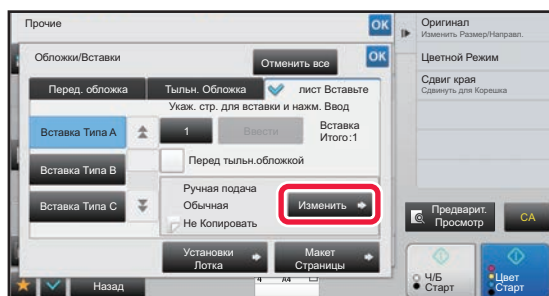 Прочие
OK
Обложки/Вставки
Отменить все
OK
Перед. обложка
Тыльн. Обложка
лист Вставьте
Укаж. стр. для вставки и нажм. Ввод
Вставка Типа A
1
Ввести
Вставка
Итого:1
Вставка Типа B
Перед тыльн.обложкой
Вставка Типа C
Ручная подача
Обычная
Не Копировать
Изменить
Установки
Лотка
Макет
Страницы
Назад
4
A4
Оригинал
Изменить Размер/Направл.
Цветной Режим
Сдвиг края
Сдвинуть для Корешка
Предварит.
Просмотр
CA
Ч/Б
Старт
Цвет
Старт